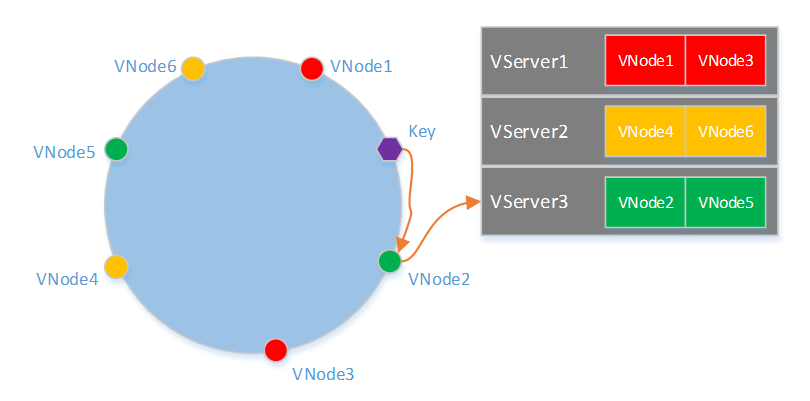 VNode6
VNode1
Key
VNode5
VNode4
VNode2
VNode3
VServer1 VNode1 VNode3
VServer2 VNode4 VNode6
VServer3 VNode2 VNode5